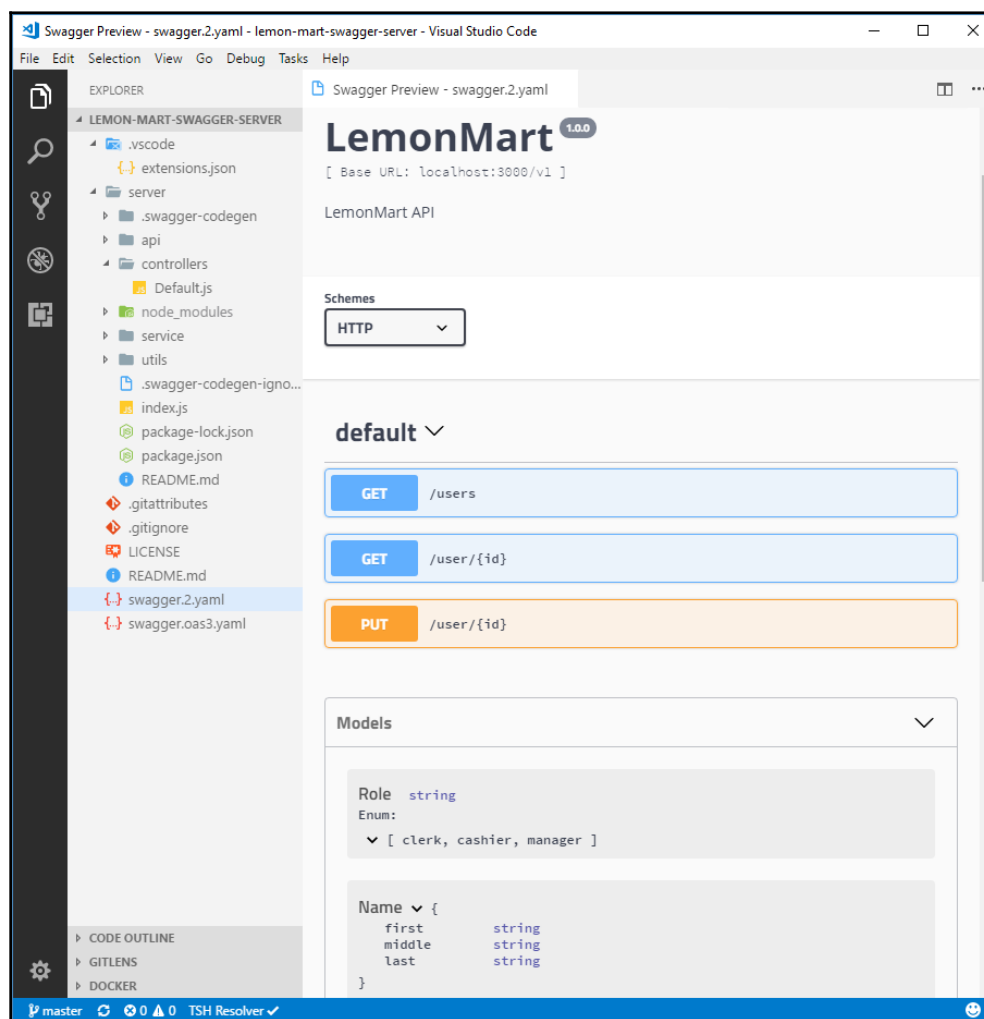 Swagger Preview - swagger.2.yaml - lemon-mart-swagger-server - Visual Studio Code
File Edit Selection View Go Debug Tasks Help
EXPLORER
LEMON-MART-SWAGGER-SERVER
.vscode
{..} extensions.json
server
.swagger-codegen
api
controllers
JS Default.js
node_modules
service
utils
.swagger-codegen-igno...
JS index.js
package-lock.json
package.json
README.md
.gitattributes
.gitignore
LICENSE
README.md
{..} swagger.2.yaml
{..} swagger.oas3.yaml
CODE OUTLINE
GITLENS
DOCKER
Swagger Preview - swagger.2.yaml
LemonMart 1.0.0
[ Base URL: localhost:3000/v1 ]
LemonMart API
Schemes
HTTP
default
GET /users
GET /user/{id}
PUT /user/{id}
Models
Role string
Enum:
[ clerk, cashier, manager ]
Name {
first string
middle string
last string
}
master 0 0 TSH Resolver